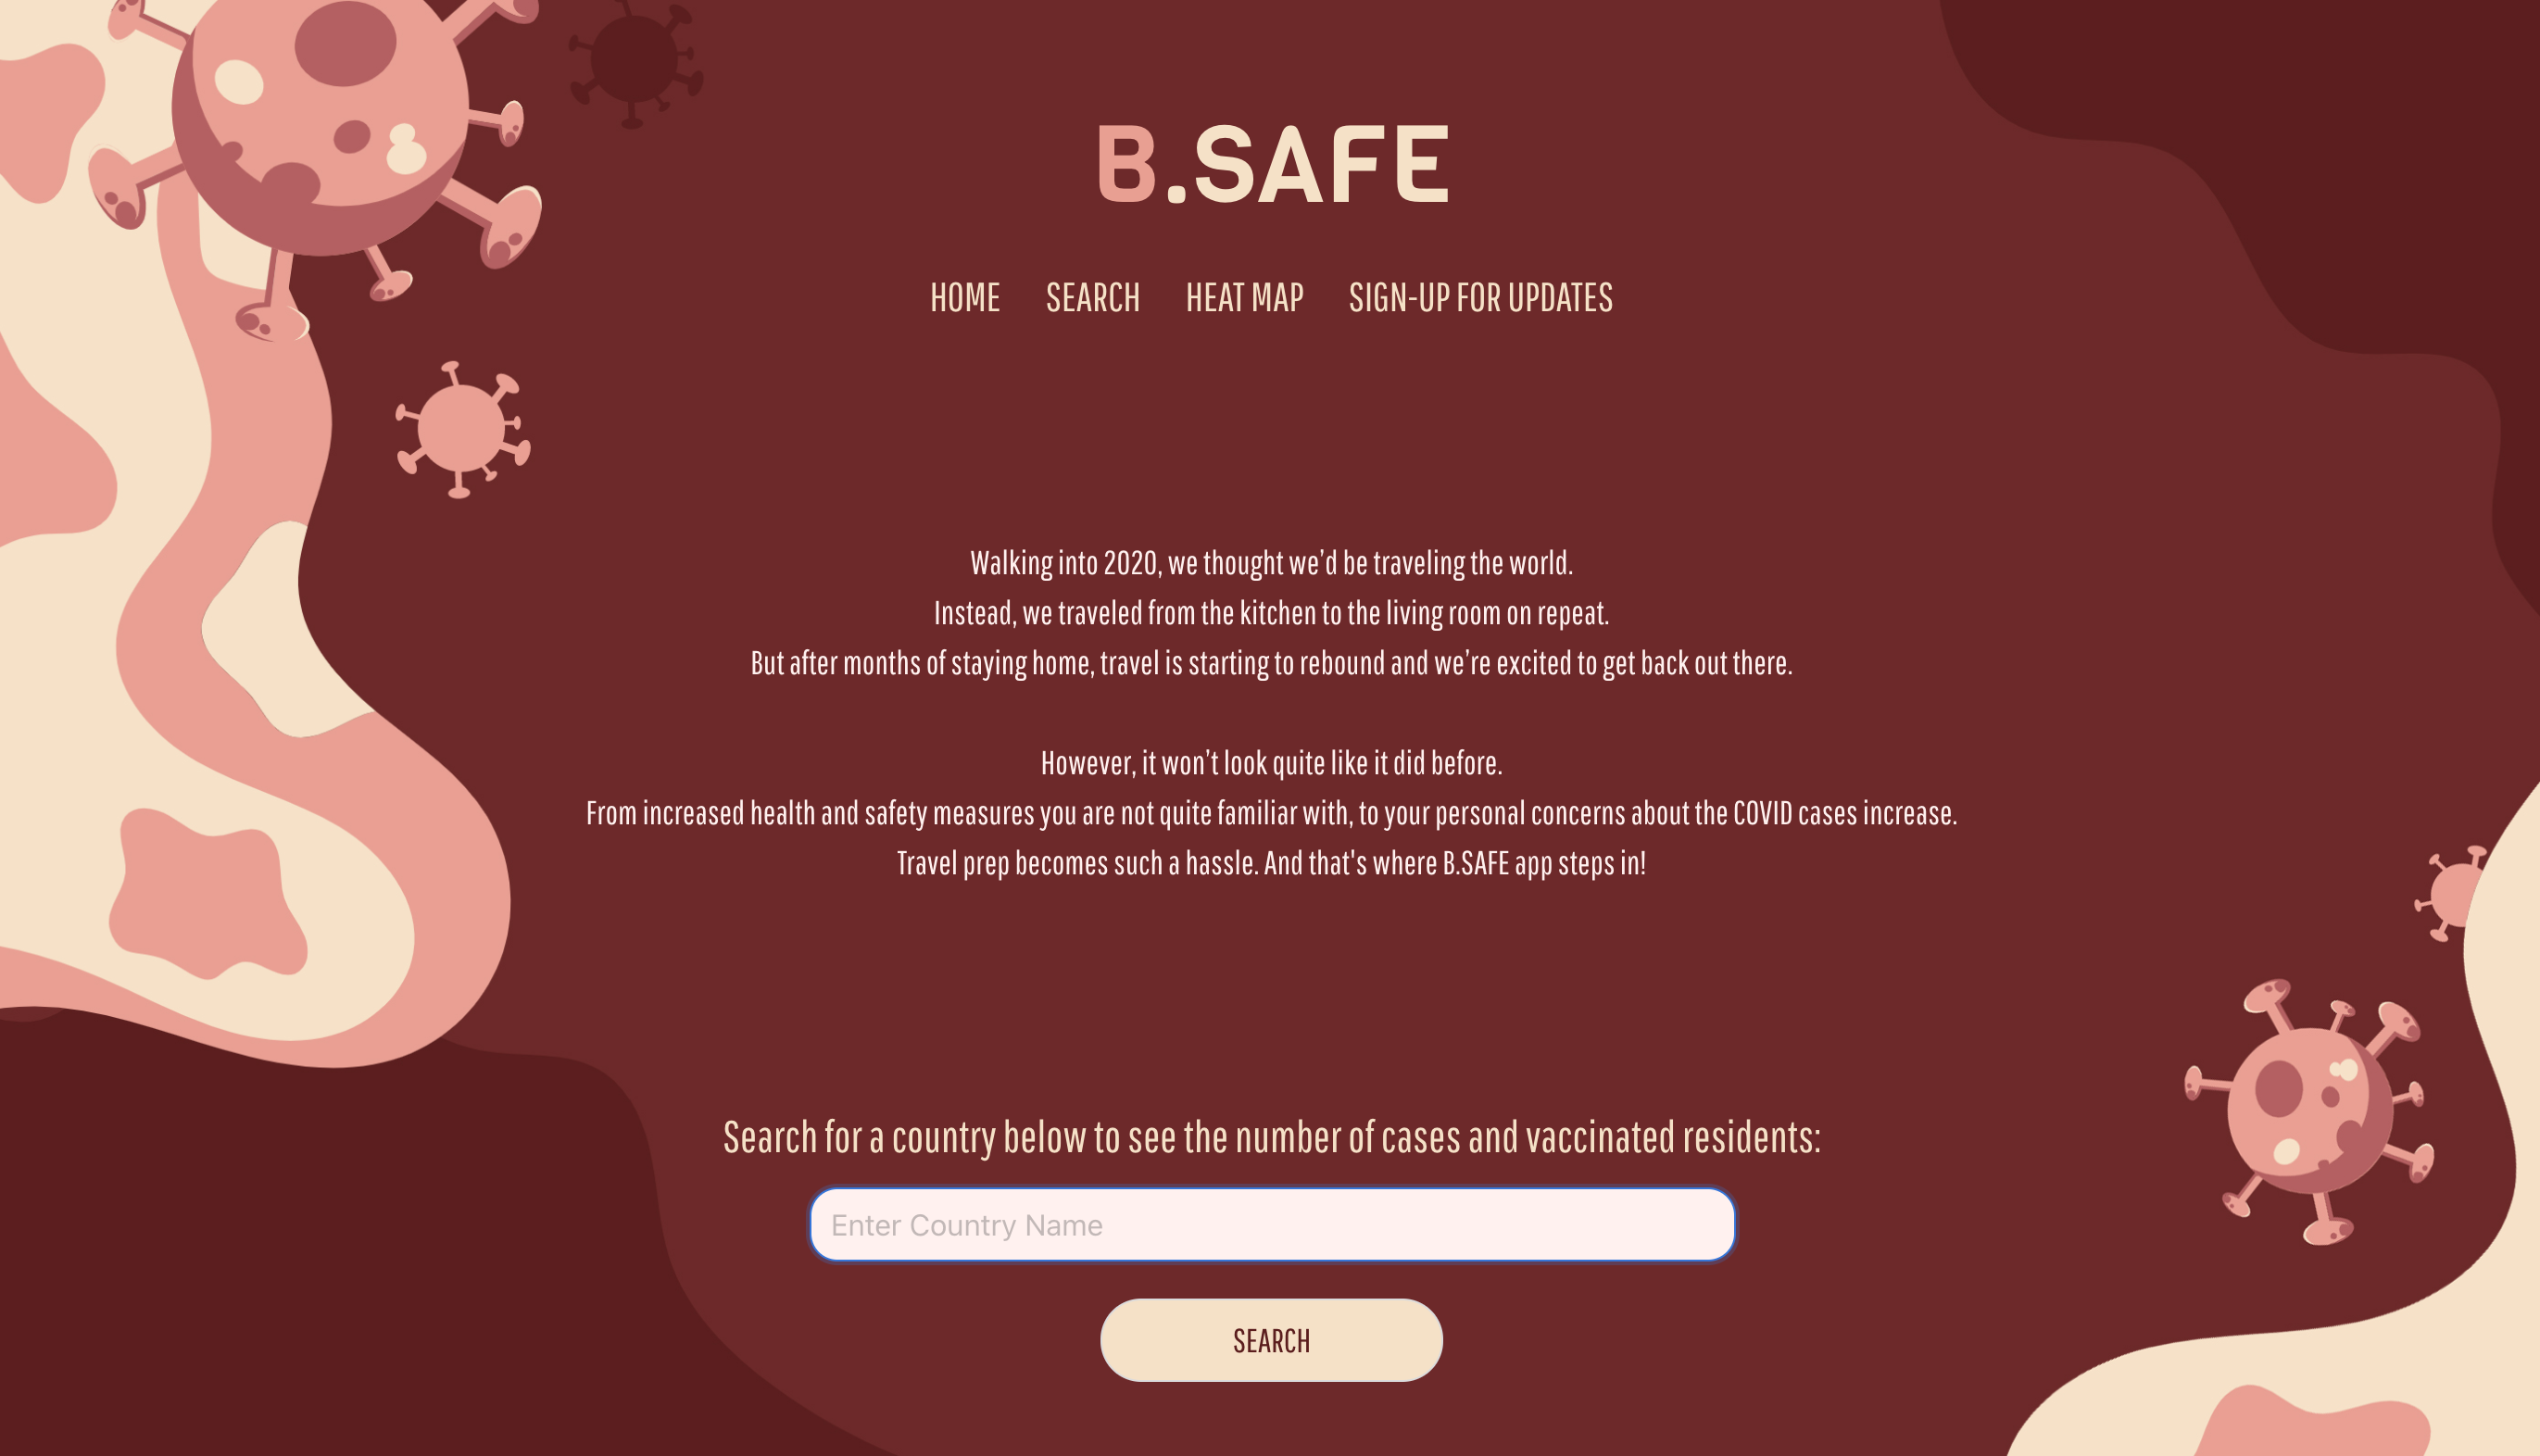 B.SAFE
HOME SEARCH HEAT MAP SIGN-UP FOR UPDATES
Walking into 2020, we thought we’d be traveling the world.
Instead, we traveled from the kitchen to the living room on repeat.
But after months of staying home, travel is starting to rebound and we’re excited to get back out there.
However, it won’t look quite like it did before.
From increased health and safety measures you are not quite familiar with, to your personal concerns about the COVID cases increase.
Travel prep becomes such a hassle. And that's where B.SAFE app steps in!
Search for a country below to see the number of cases and vaccinated residents:
Enter Country Name
SEARCH